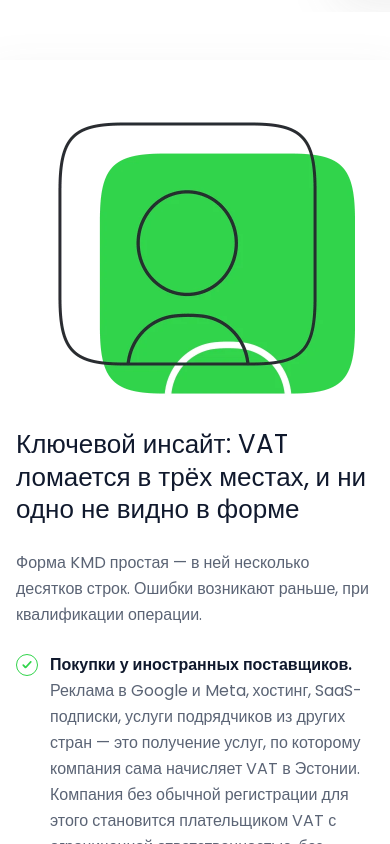 Ключевой инсайт: VAT
ломается в трёх местах, и ни
одно не видно в форме
Форма KMD простая — в ней несколько
десятков строк. Ошибки возникают раньше, при
квалификации операции.
Покупки у иностранных поставщиков.
Реклама в Google и Meta, хостинг, SaaS-
подписки, услуги подрядчиков из других
стран — это получение услуг, по которому
компания сама начисляет VAT в Эстонии.
Компания без обычной регистрации для
этого становится плательщиком VAT с